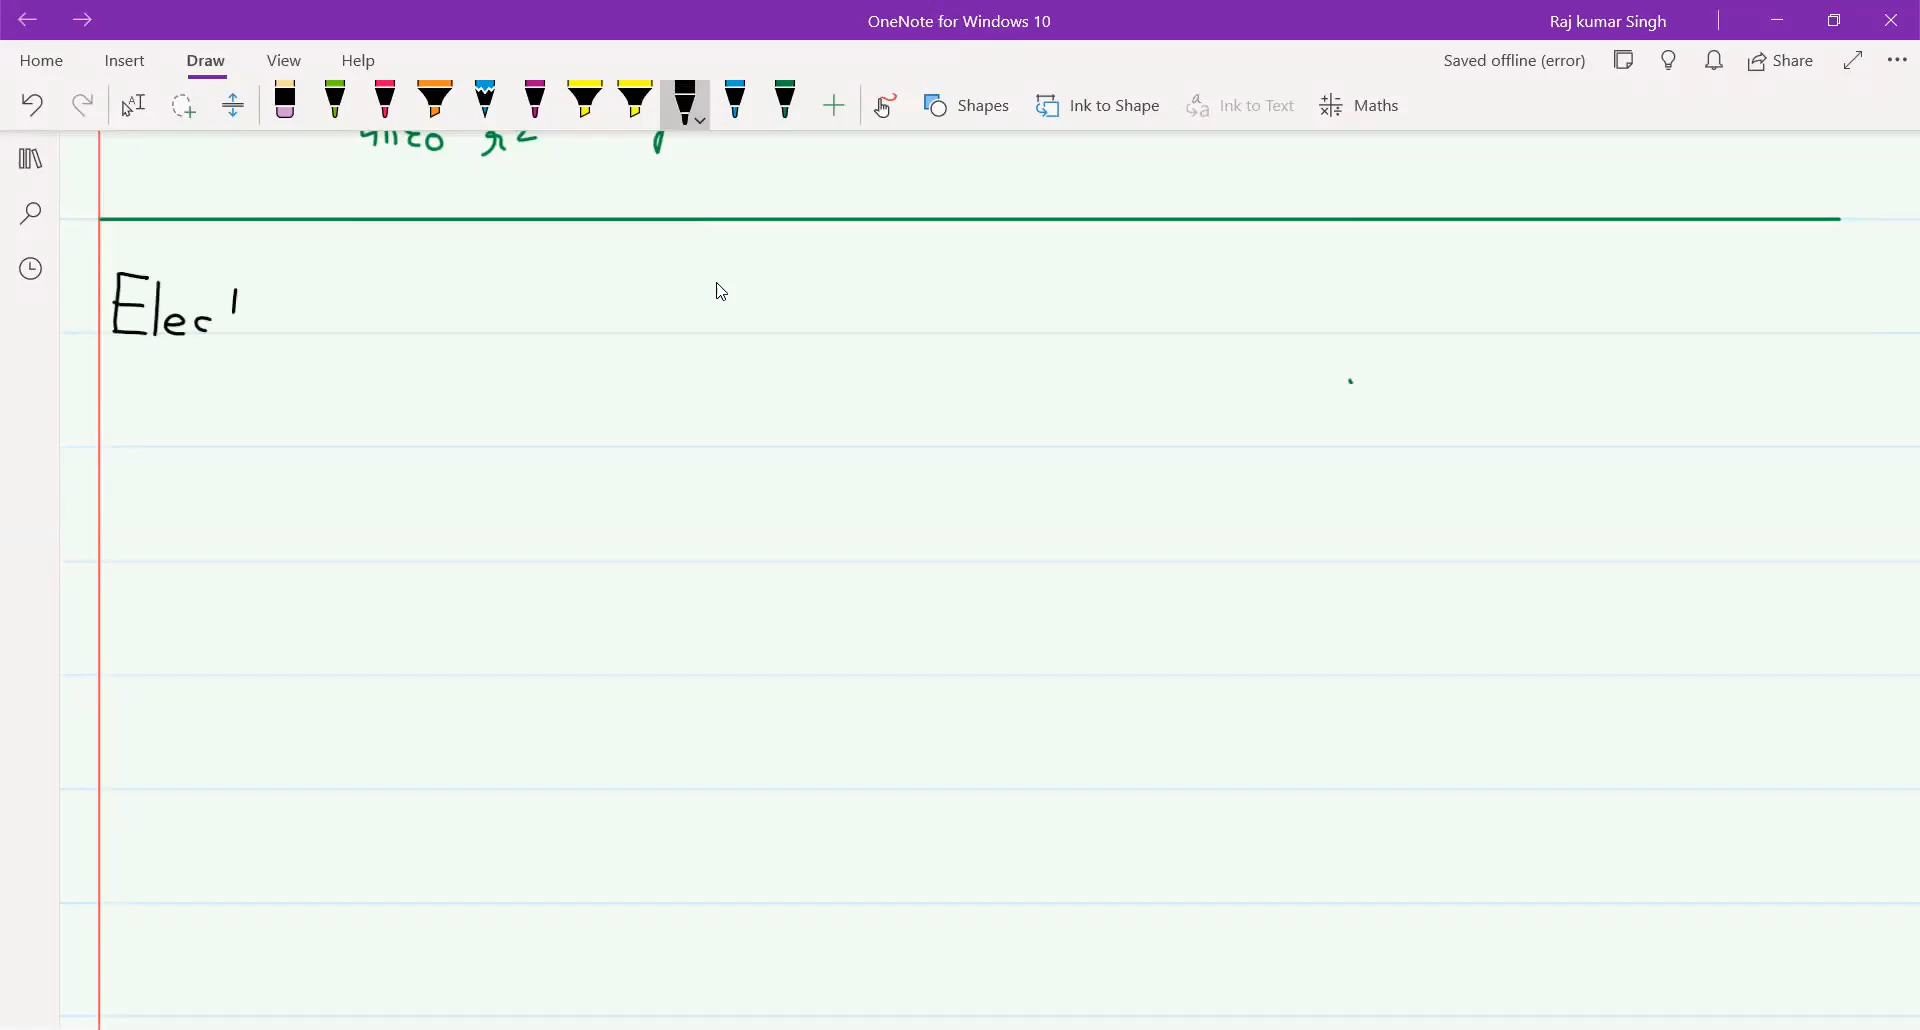 OneNote for Windows 10
Raj kumar Singh
Home Insert Draw View Help
Saved offline (error) Share
Shapes Ink to Shape Ink to Text Maths
Elec